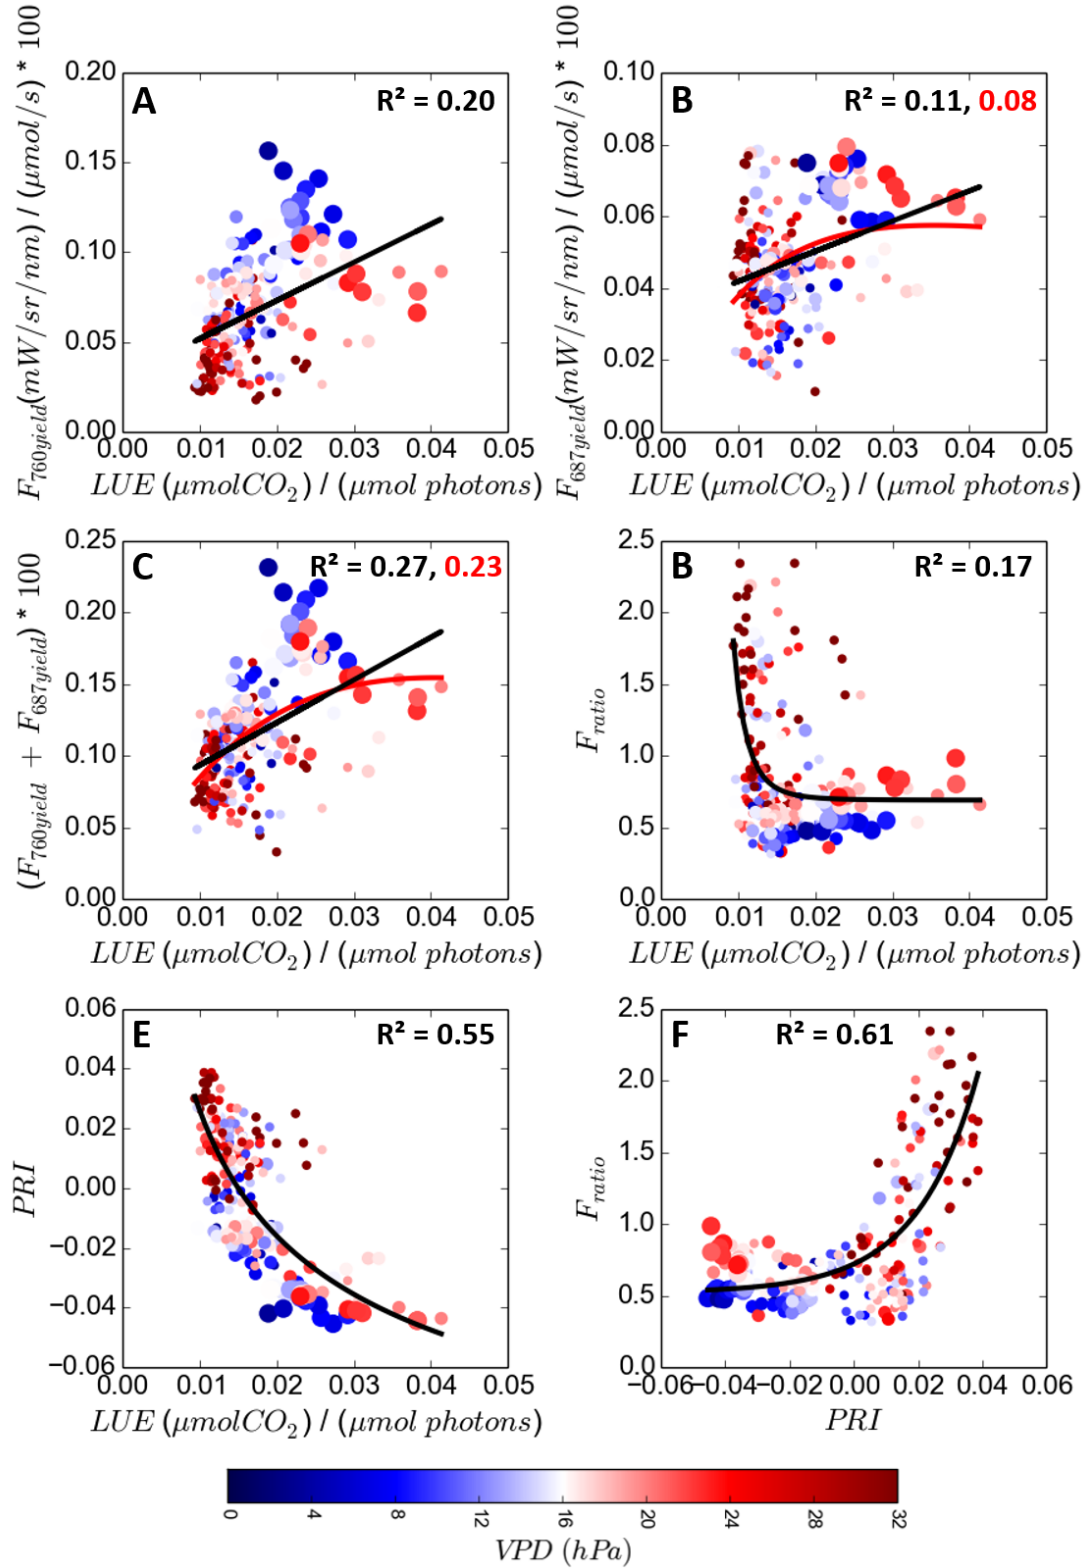 F760yield(mW/sr/nm) / (μmol/s) * 100
0.20
0.15
0.10
0.05
0.00
A
R² = 0.20
0.00 0.01 0.02 0.03 0.04 0.05
LUE (μmolCO2) / (μmol photons)
F687yield(mW/sr/nm) / (μmol/s) * 100
0.10
0.08
0.06
0.04
0.02
0.00
B
R² = 0.11, 0.08
0.00 0.01 0.02 0.03 0.04 0.05
LUE (μmolCO2) / (μmol photons)
(F760yield + F687yield) * 100
0.25
0.20
0.15
0.10
0.05
0.00
C
R² = 0.27, 0.23
0.00 0.01 0.02 0.03 0.04 0.05
LUE (μmolCO2) / (μmol photons)
Fratio
2.5
2.0
1.5
1.0
0.5
0.0
B
R² = 0.17
0.00 0.01 0.02 0.03 0.04 0.05
LUE (μmolCO2) / (μmol photons)
PRI
0.06
0.04
0.02
0.00
−0.02
−0.04
−0.06
E
R² = 0.55
0.00 0.01 0.02 0.03 0.04 0.05
LUE (μmolCO2) / (μmol photons)
Fratio
2.5
2.0
1.5
1.0
0.5
0.0
F
R² = 0.61
−0.06 −0.04 −0.02 0.00 0.02 0.04 0.06
PRI
0 4 8 12 16 20 24 28 32
VPD (hPa)